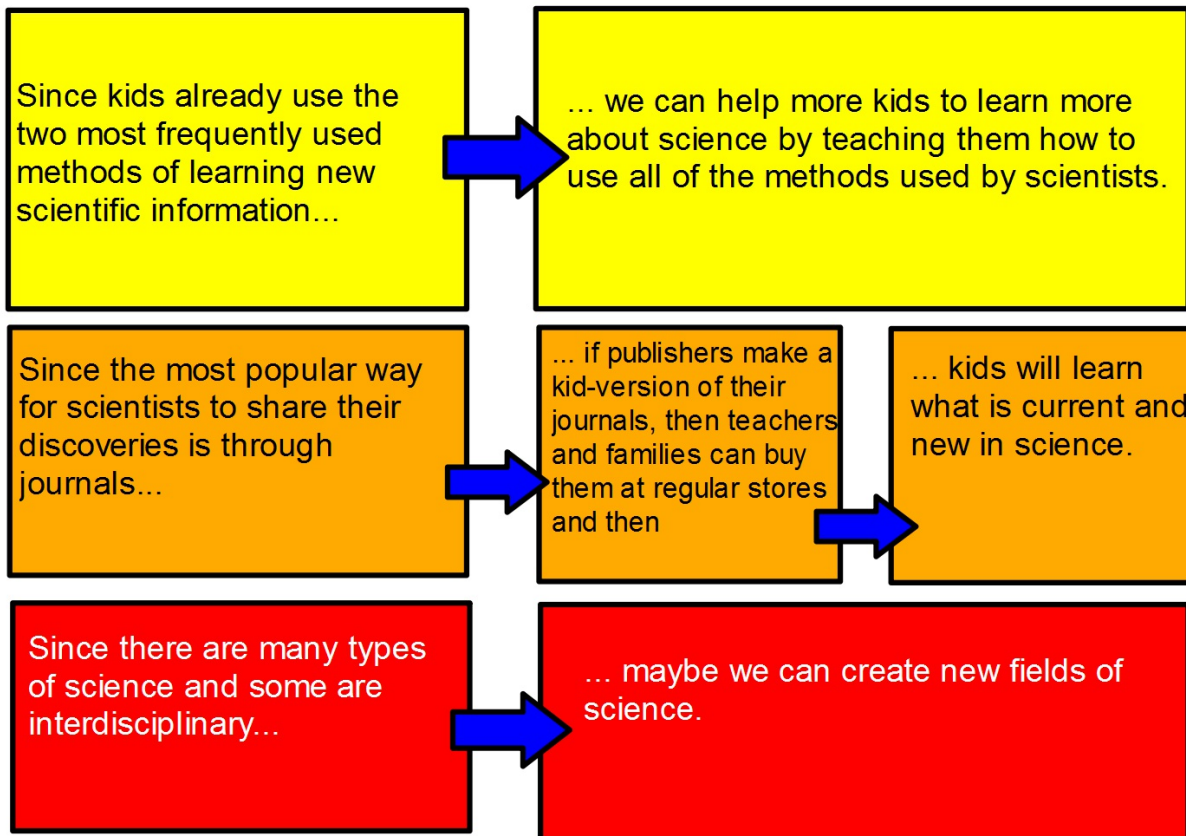 Since kids already use the
two most frequently used
methods of learning new
scientific information...
... we can help more kids to learn more
about science by teaching them how to
use all of the methods used by scientists.
Since the most popular way
for scientists to share their
discoveries is through
journals...
... if publishers make a
kid-version of their
journals, then teachers
and families can buy
them at regular stores
and then
... kids will learn
what is current and
new in science.
Since there are many types
of science and some are
interdisciplinary...
... maybe we can create new fields of
science.